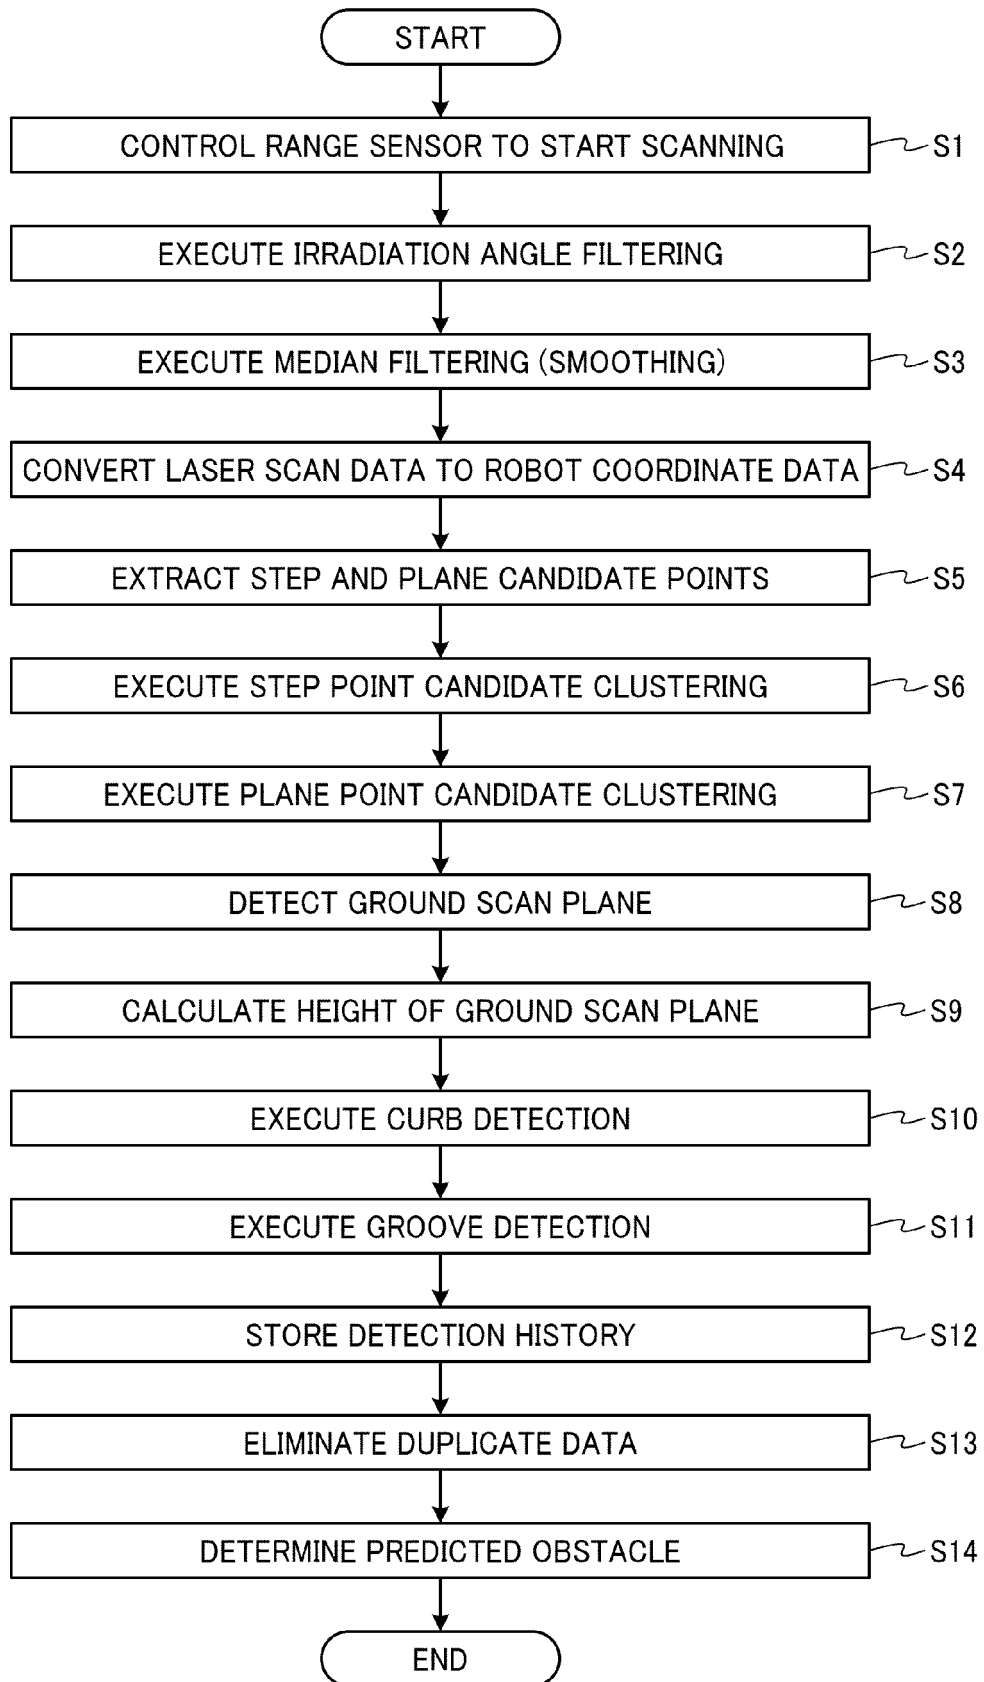 START
CONTROL RANGE SENSOR TO START SCANNING S1
EXECUTE IRRADIATION ANGLE FILTERING S2
EXECUTE MEDIAN FILTERING (SMOOTHING) S3
CONVERT LASER SCAN DATA TO ROBOT COORDINATE DATA S4
EXTRACT STEP AND PLANE CANDIDATE POINTS S5
EXECUTE STEP POINT CANDIDATE CLUSTERING S6
EXECUTE PLANE POINT CANDIDATE CLUSTERING S7
DETECT GROUND SCAN PLANE S8
CALCULATE HEIGHT OF GROUND SCAN PLANE S9
EXECUTE CURB DETECTION S10
EXECUTE GROOVE DETECTION S11
STORE DETECTION HISTORY S12
ELIMINATE DUPLICATE DATA S13
DETERMINE PREDICTED OBSTACLE S14
END